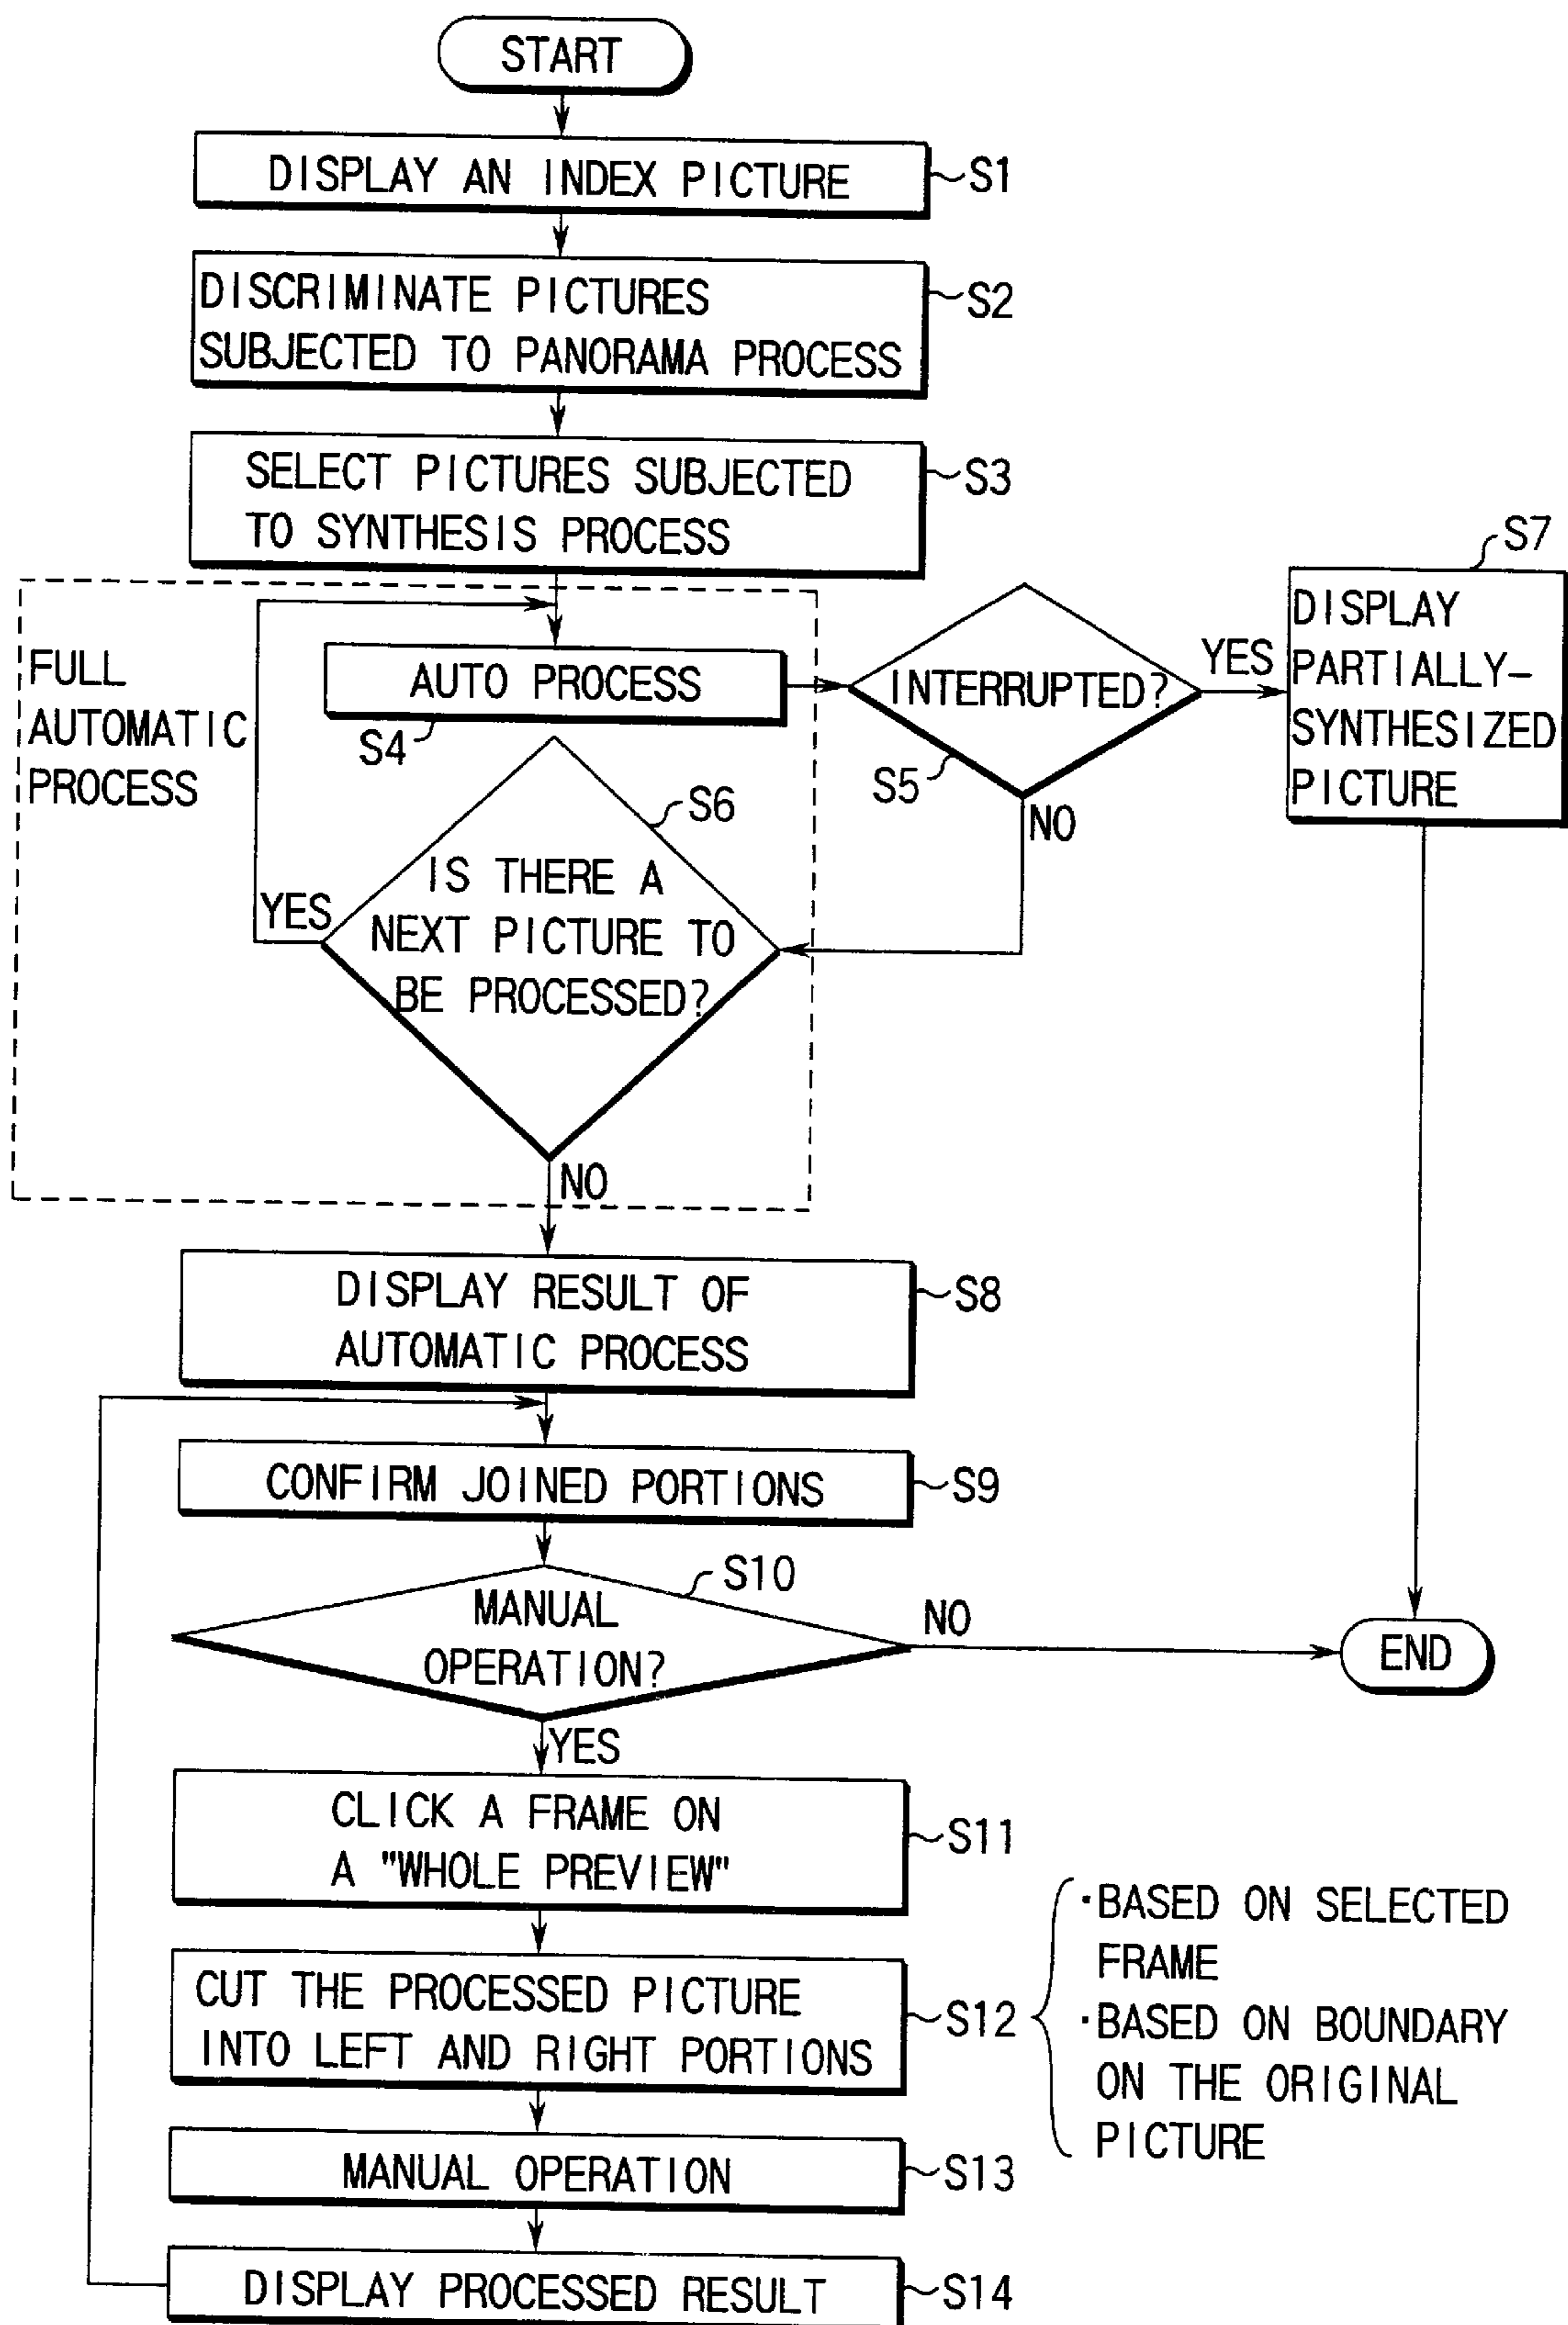 START
DISPLAY AN INDEX PICTURE
S1
DISCRIMINATE PICTURES
SUBJECTED TO PANORAMA PROCESS
S2
SELECT PICTURES SUBJECTED
TO SYNTHESIS PROCESS
S3
FULL
AUTOMATIC
PROCESS
AUTO PROCESS
S4
INTERRUPTED?
S5
YES
NO
S7
DISPLAY
PARTIALLY-
SYNTHESIZED
PICTURE
S6
IS THERE A
NEXT PICTURE TO
BE PROCESSED?
YES
NO
DISPLAY RESULT OF
AUTOMATIC PROCESS
S8
CONFIRM JOINED PORTIONS
S9
S10
MANUAL
OPERATION?
NO
END
YES
CLICK A FRAME ON
A "WHOLE PREVIEW"
S11
CUT THE PROCESSED PICTURE
INTO LEFT AND RIGHT PORTIONS
S12
·BASED ON SELECTED
FRAME
·BASED ON BOUNDARY
ON THE ORIGINAL
PICTURE
MANUAL OPERATION
S13
DISPLAY PROCESSED RESULT
S14